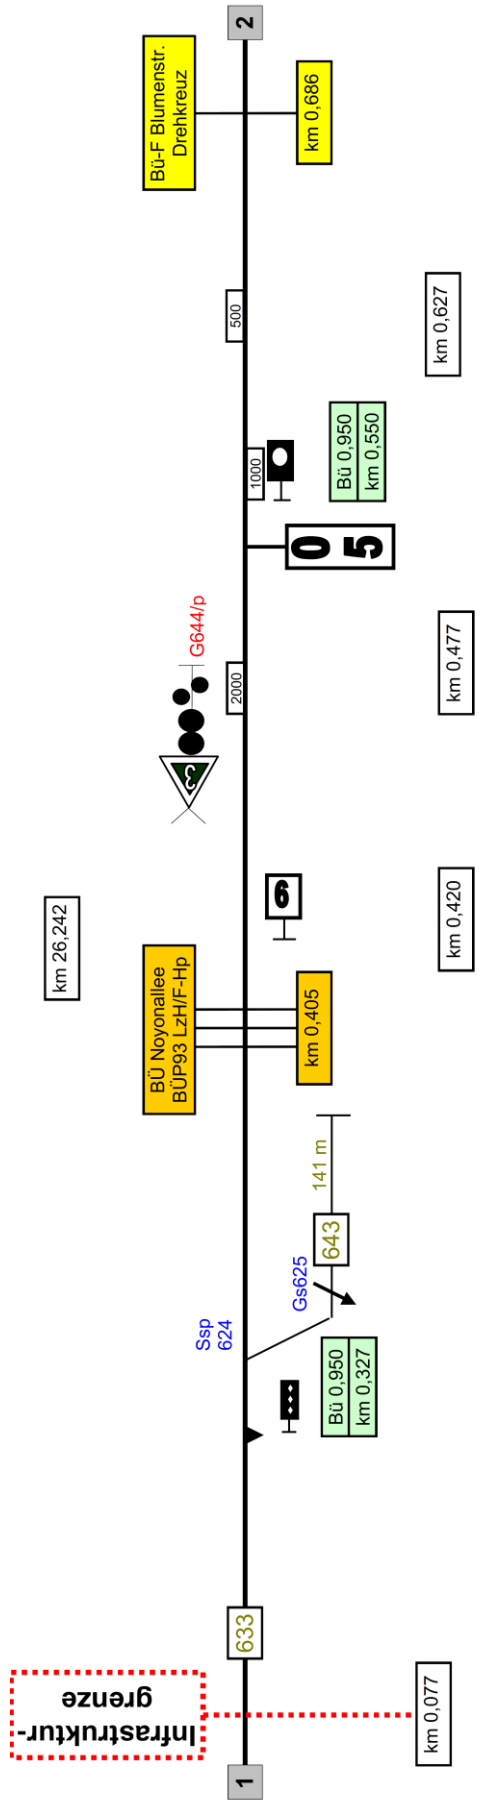 2
Bü-F Blumenstr.
Drehkreuz
km 0,686
500
km 0,627
1000
Bü 0,950
km 0,550
0
5
G644/p
2000
km 0,477
3
km 26,242
6
km 0,420
BÜ Noyonallee
BÜP93 LzH/F-Hp
km 0,405
141 m
643
Gs625
Ssp
624
Bü 0,950
km 0,327
633
Infrastruktur-
grenze
km 0,077
1